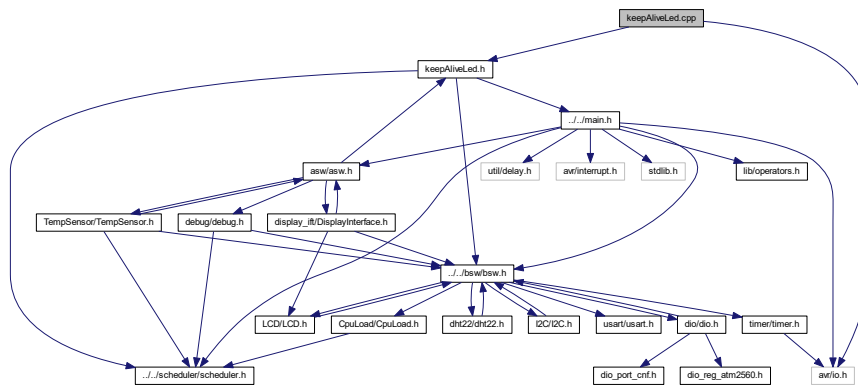 keepAliveLed.cpp
keepAliveLed.h
../../main.h
asw/asw.h
util/delay.h
avr/interrupt.h
stdlib.h
lib/operators.h
TempSensor/TempSensor.h
debug/debug.h
display_ift/DisplayInterface.h
../../bsw/bsw.h
LCD/LCD.h
CpuLoad/CpuLoad.h
dht22/dht22.h
I2C/I2C.h
usart/usart.h
dio/dio.h
timer/timer.h
../../scheduler/scheduler.h
dio_port_cnf.h
dio_reg_atm2560.h
avr/io.h